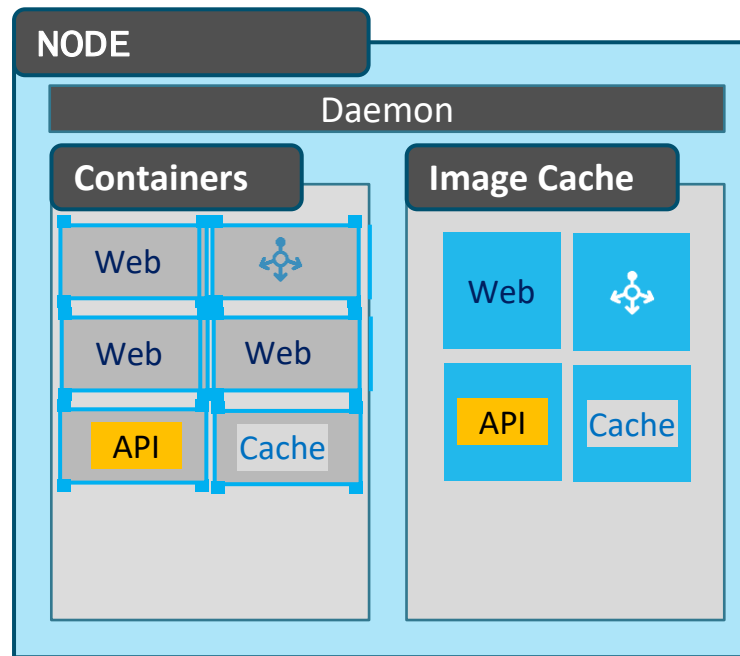 NODE
Daemon
Containers
Web
Web
Web
API
Cache
Image Cache
Web
API
Cache